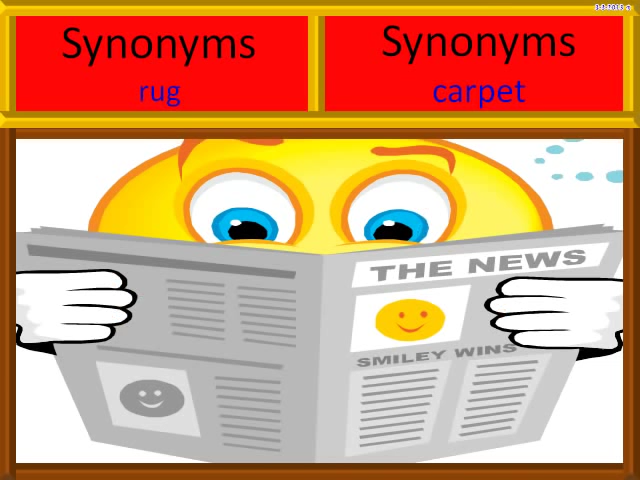 Synonyms
rug
Synonyms
carpet
THE NEWS
SMILEY WINS